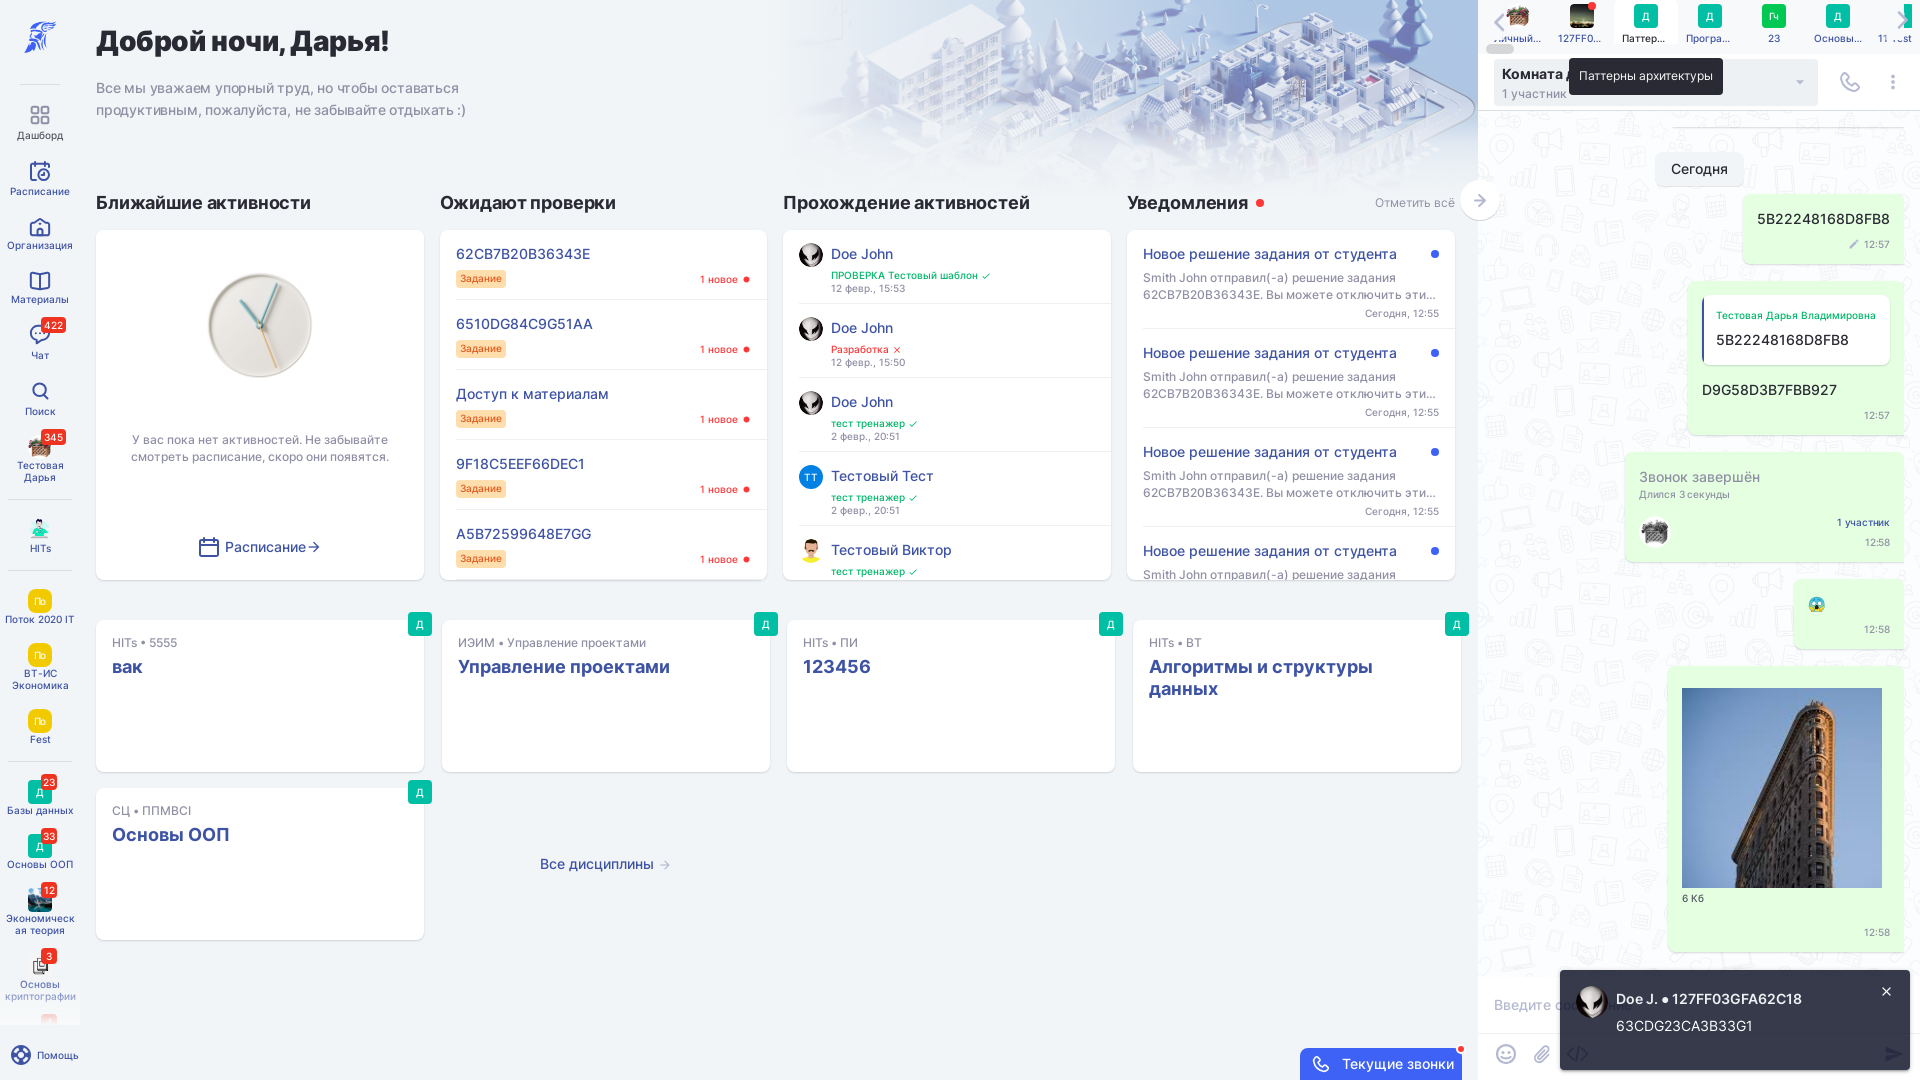 Дашборд
Расписание
Организация
Материалы
422
Чат
Поиск
345
Тестовая
Дарья
HITs
По
Поток 2020 IT
По
ВТ-ИС
Экономика
По
Fest
23
Д
Базы данных
33
Д
Основы ООП
12
Экономическ
ая теория
3
Основы
криптографии
Помощь
Доброй ночи, Дарья!
Все мы уважаем упорный труд, но чтобы оставаться
продуктивным, пожалуйста, не забывайте отдыхать :)
Ближайшие активности
У вас пока нет активностей. Не забывайте
смотреть расписание, скоро они появятся.
Расписание
Ожидают проверки
62CB7B20B36343E
Задание
1 новое
6510DG84C9G51AA
Задание
1 новое
Доступ к материалам
Задание
1 новое
9F18C5EEF66DEC1
Задание
1 новое
A5B72599648E7GG
Задание
1 новое
Прохождение активностей
Doe John
ПРОВЕРКА Тестовый шаблон
12 февр., 15:53
Doe John
Разработка
12 февр., 15:50
Doe John
тест тренажер
2 февр., 20:51
ТТ
Тестовый Тест
тест тренажер
2 февр., 20:51
Тестовый Виктор
тест тренажер
Уведомления
Отметить всё
Новое решение задания от студента
Smith John отправил(-а) решение задания
62CB7B20B36343E. Вы можете отключить эти...
Сегодня, 12:55
Новое решение задания от студента
Smith John отправил(-а) решение задания
62CB7B20B36343E. Вы можете отключить эти...
Сегодня, 12:55
Новое решение задания от студента
Smith John отправил(-а) решение задания
62CB7B20B36343E. Вы можете отключить эти...
Сегодня, 12:55
Новое решение задания от студента
Smith John отправил(-а) решение задания
Д
HITs • 5555
вак
Д
ИЭИМ • Управление проектами
Управление проектами
Д
HITs • ПИ
123456
Д
HITs • ВТ
Алгоритмы и структуры
данных
Д
СЦ • ППМВСI
Основы ООП
Все дисциплины
Текущие звонки
Личный...
127FF0...
Д
Паттер...
Д
Програ...
Гч
23
Д
Основы...
Комната
1 участник
Паттерны архитектуры
Сегодня
5B22248168D8FB8
12:57
Тестовая Дарья Владимировна
5B22248168D8FB8
D9G58D3B7FBB927
12:57
Звонок завершён
Длился 3 секунды
1 участник
12:58
12:58
6 Кб
12:58
Введите
Doe J. ● 127FF03GFA62C18
63CDG23CA3B33G1